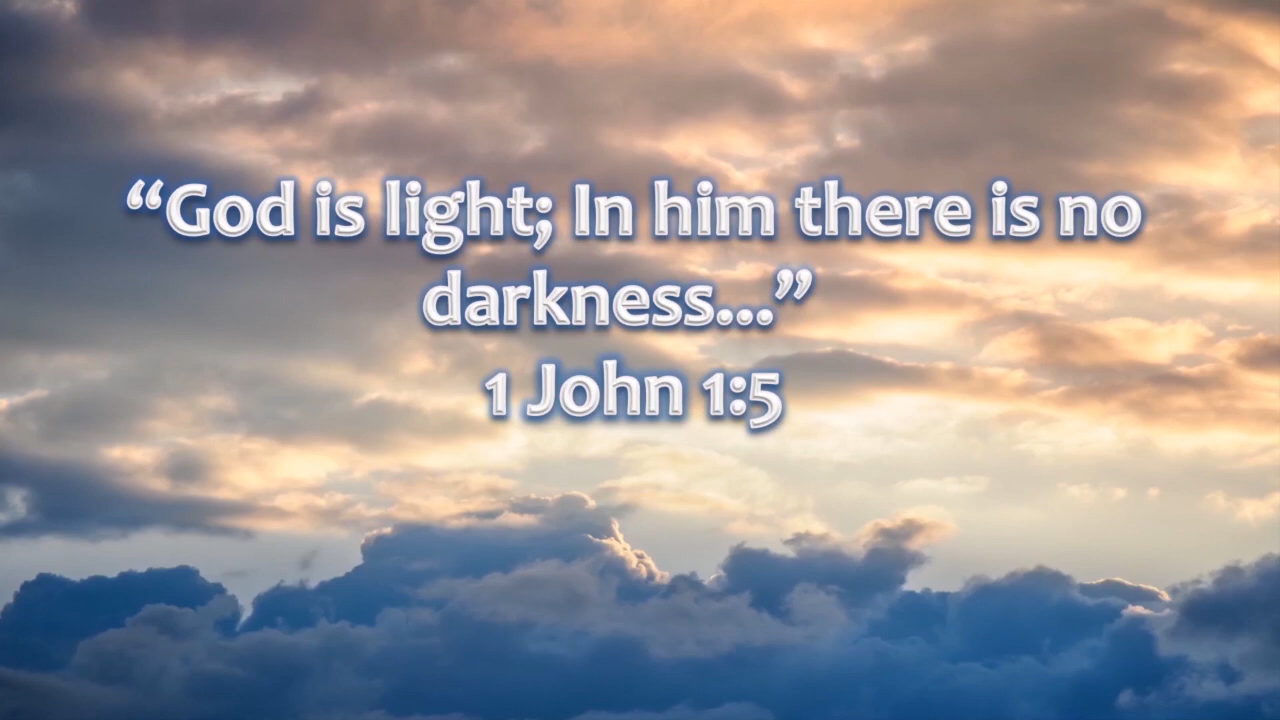 “God is light; In him there is no
darkness...”
1 John 1:5